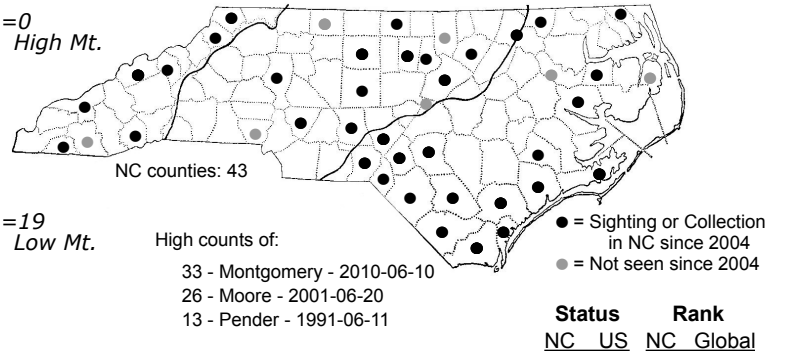 =0
High Mt.
NC counties: 43
=19
Low Mt.
High counts of:
33 - Montgomery - 2010-06-10
26 - Moore - 2001-06-20
13 - Pender - 1991-06-11
= Sighting or Collection
in NC since 2004
= Not seen since 2004
Status Rank
NC US NC Global